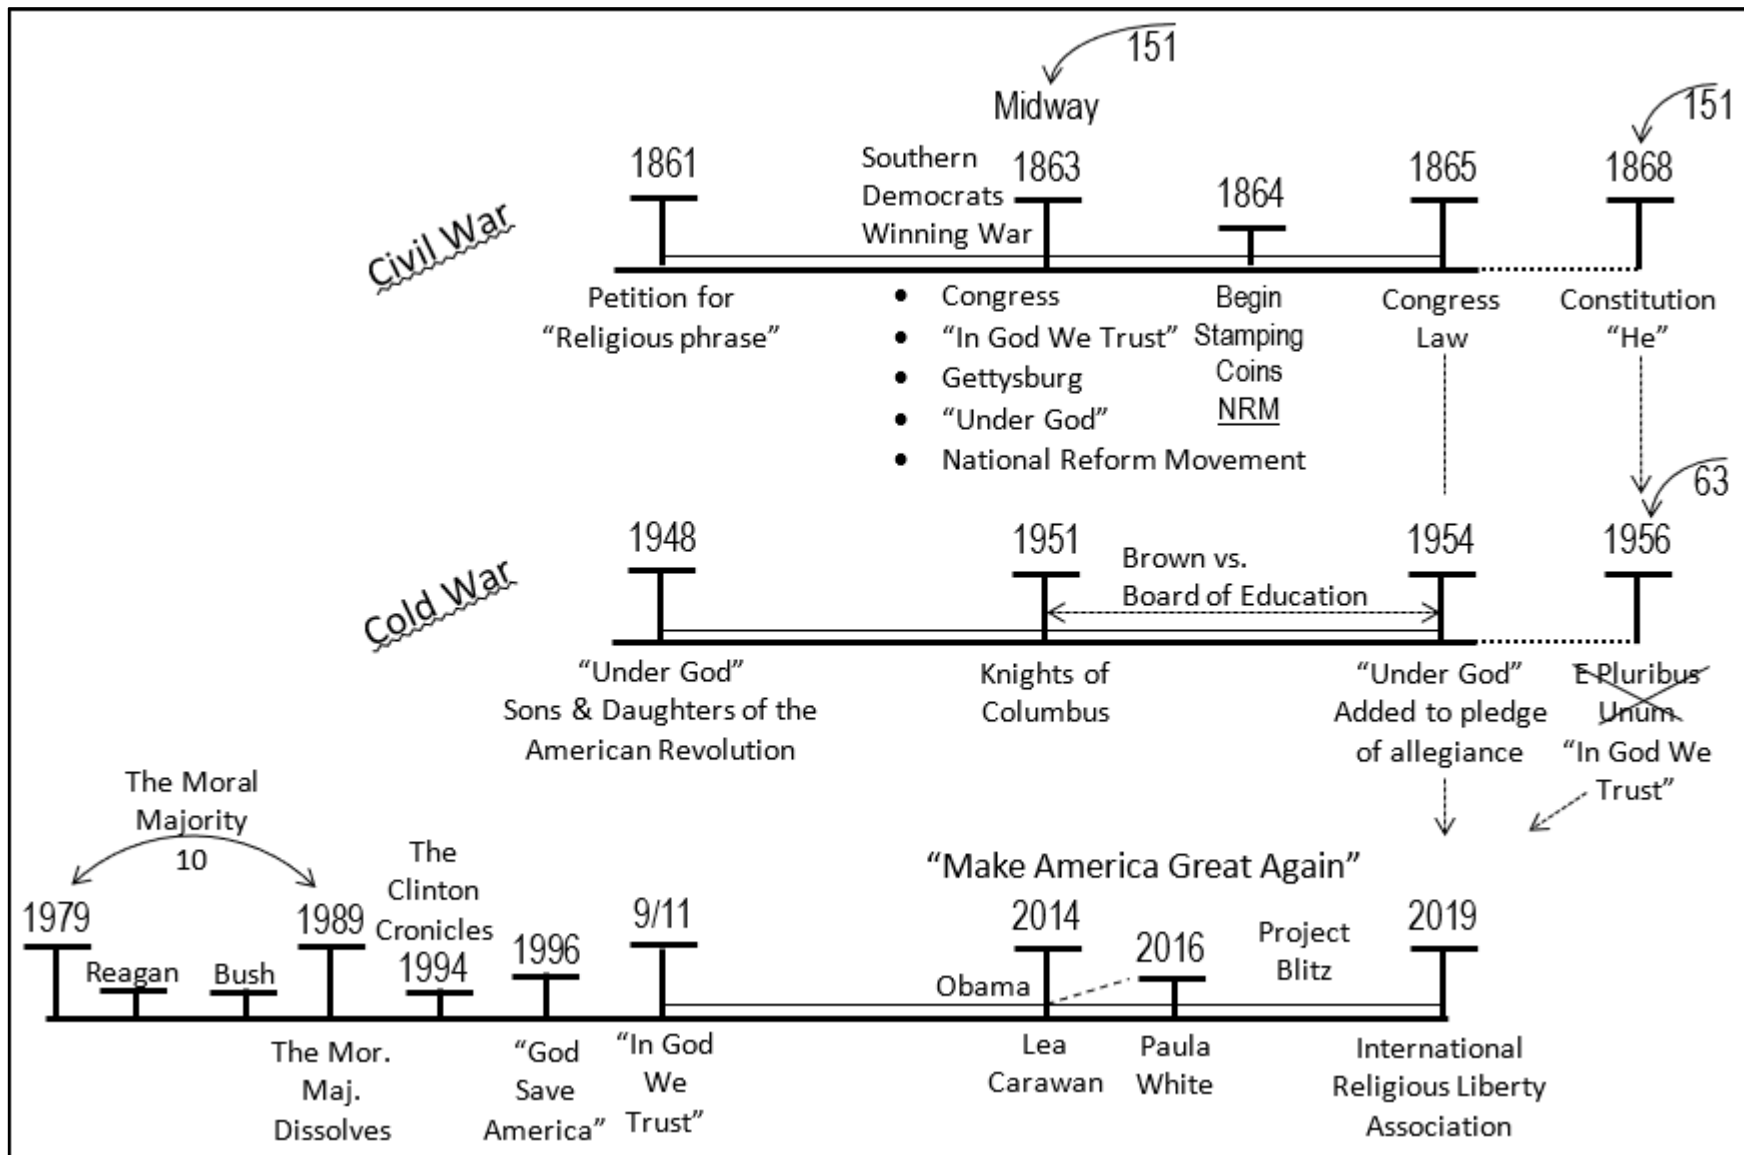 151
Midway
151
1861
Southern
Democrats
Winning War
1863
1864
1865
1868
Civil War
Petition for
“Religious phrase”
• Congress
• “In God We Trust”
• Gettysburg
• “Under God”
• National Reform Movement
Begin
Stamping
Coins
NRM
Congress
Law
Constitution
“He”
63
1948
1951
Brown vs.
Board of Education
1954
1956
Cold War
“Under God”
Sons & Daughters of the
American Revolution
Knights of
Columbus
“Under God”
Added to pledge
of allegiance
E Pluribus
Unum
“In God We
Trust”
The Moral
Majority
10
The
Clinton
Cronicles
“Make America Great Again”
1979
Reagan
Bush
1989
1994
1996
9/11
Obama
2014
2016
Project
Blitz
2019
The Mor.
Maj.
Dissolves
“God
Save
America”
“In God
We
Trust”
Lea
Carawan
Paula
White
International
Religious Liberty
Association